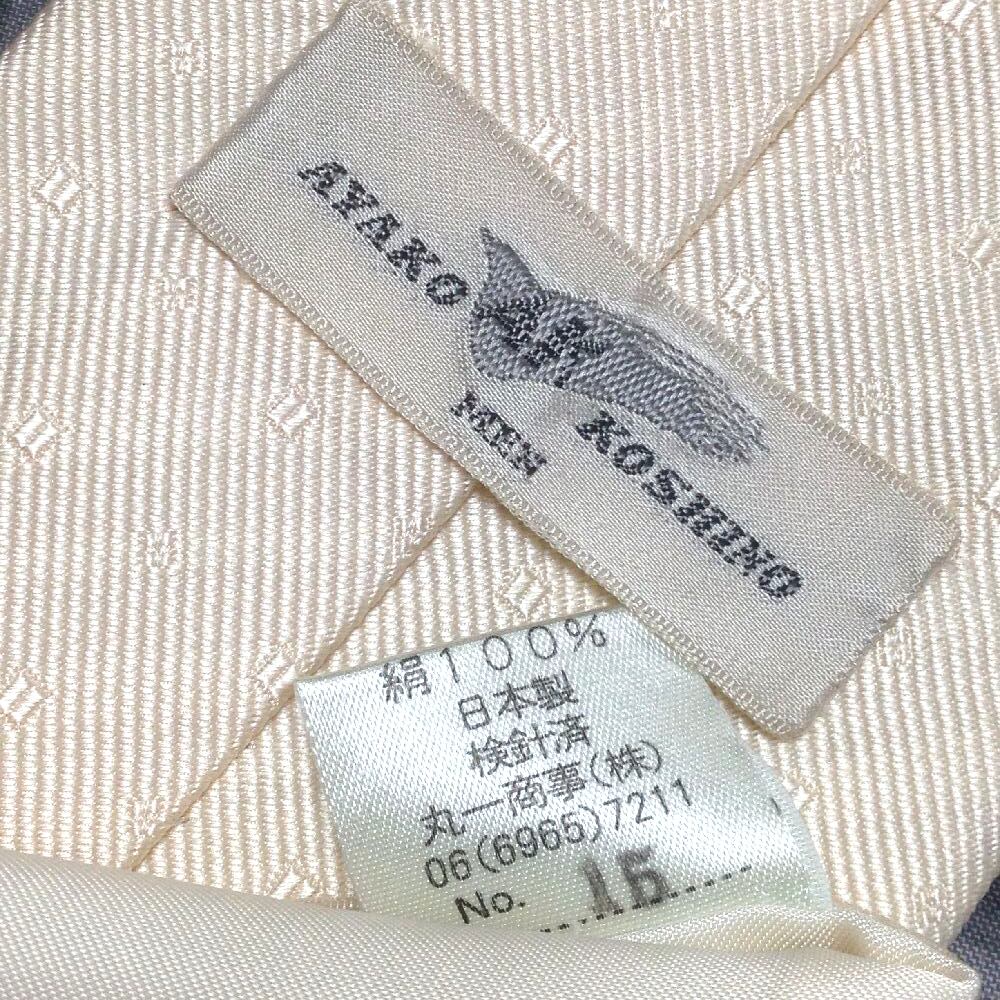 AYAKO KOSHINO
MEN
絹100%
日本製
検針済
丸一商事(株)
06(6965)7211
No. 15